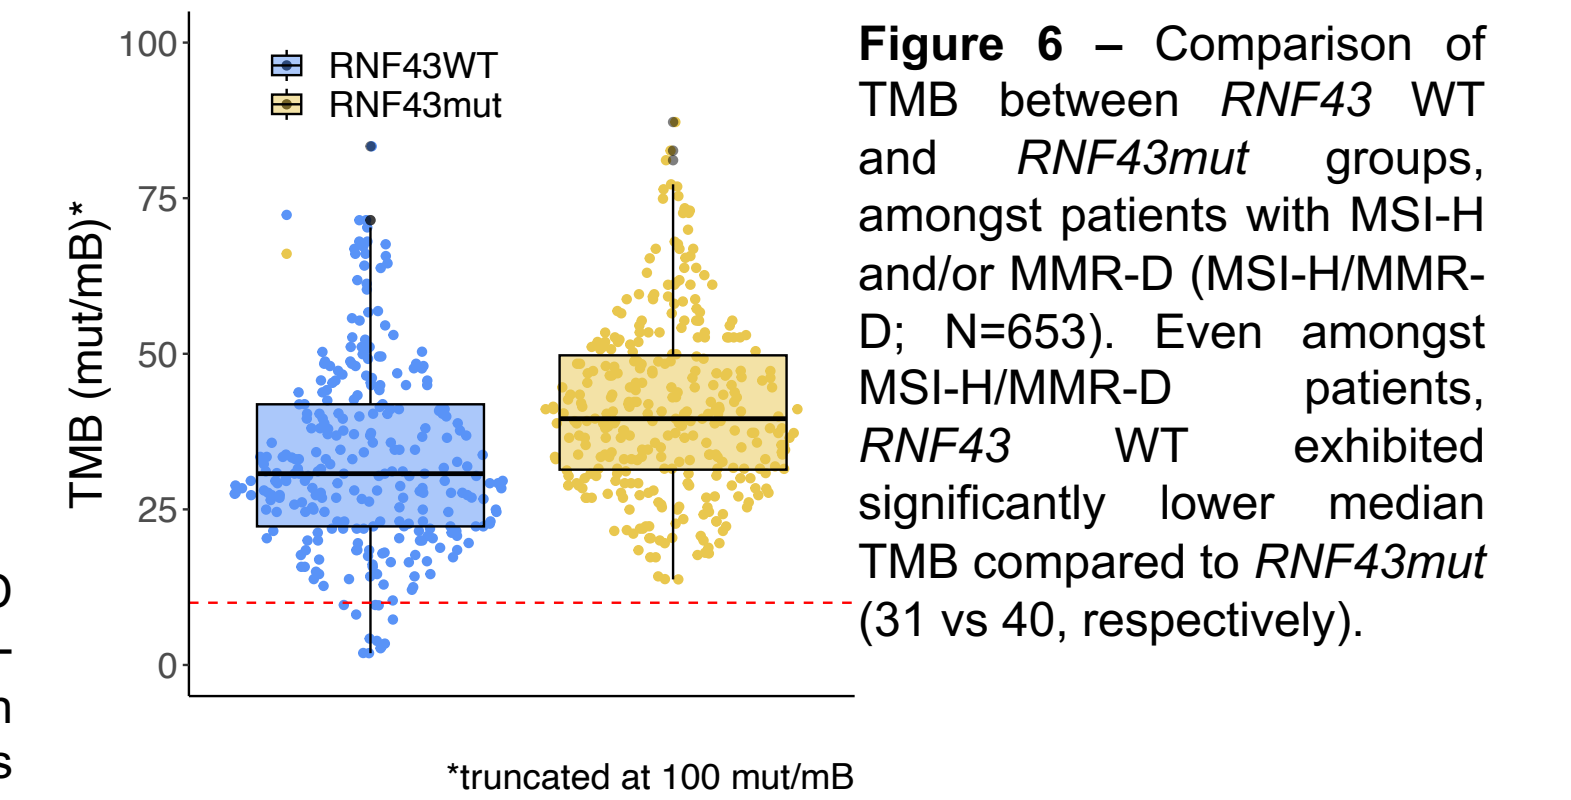 100
75
50
25
0
TMB (mut/mB)*
RNF43WT
RNF43mut
*truncated at 100 mut/mB
Figure 6 – Comparison of
TMB between RNF43 WT
and RNF43mut groups,
amongst patients with MSI-H
and/or MMR-D (MSI-H/MMR-
D; N=653). Even amongst
MSI-H/MMR-D patients,
RNF43 WT exhibited
significantly lower median
TMB compared to RNF43mut
(31 vs 40, respectively).